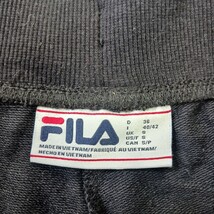 FILA
D 36
I 40/42
UK 8
US/F S
CAN S/P
MADE IN VIETNAM/FABRIQUÉ AU VIETNAM/
HECHO EN VIETNAM